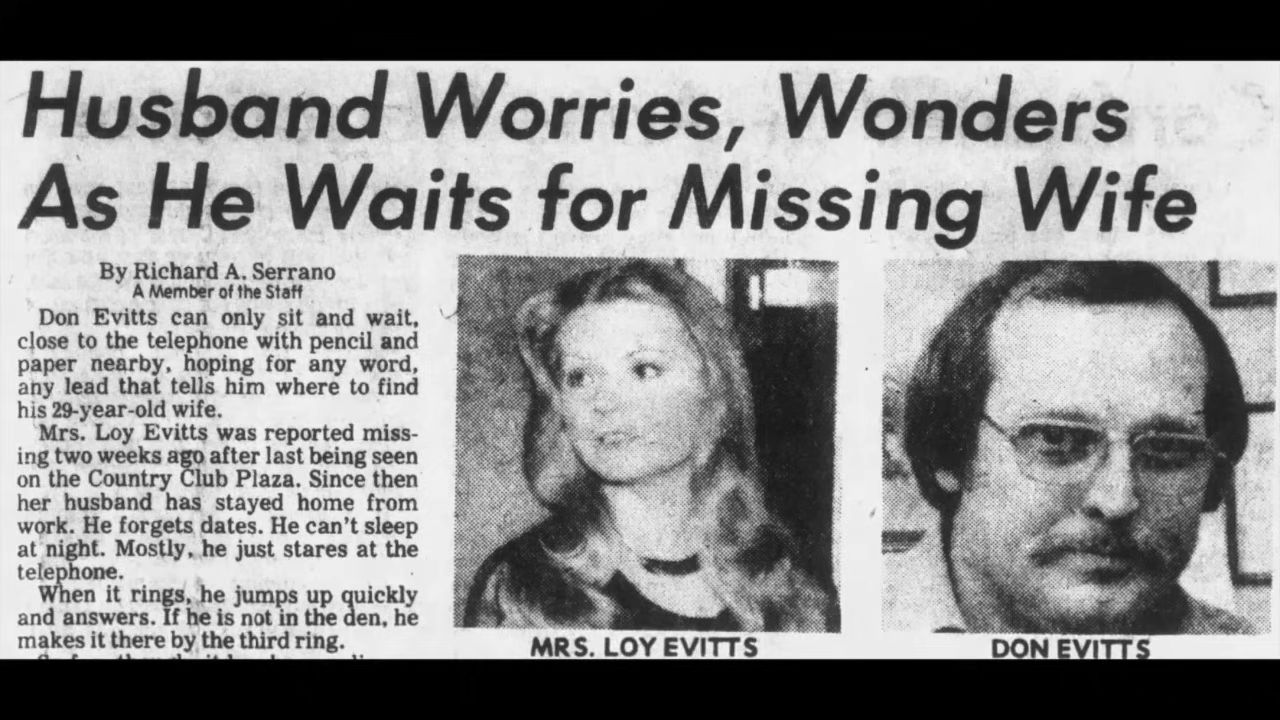 Husband Worries, Wonders
As He Waits for Missing Wife
By Richard A. Serrano
A Member of the Staff
Don Evitts can only sit and wait,
close to the telephone with pencil and
paper nearby, hoping for any word,
any lead that tells him where to find
his 29-year-old wife.
Mrs. Loy Evitts was reported miss-
ing two weeks ago after last being seen
on the Country Club Plaza. Since then
her husband has stayed home from
work. He forgets dates. He can't sleep
at night. Mostly, he just stares at the
telephone.
When it rings, he jumps up quickly
and answers. If he is not in the den, he
makes it there by the third ring.
MRS. LOY EVITTS
DON EVITTS